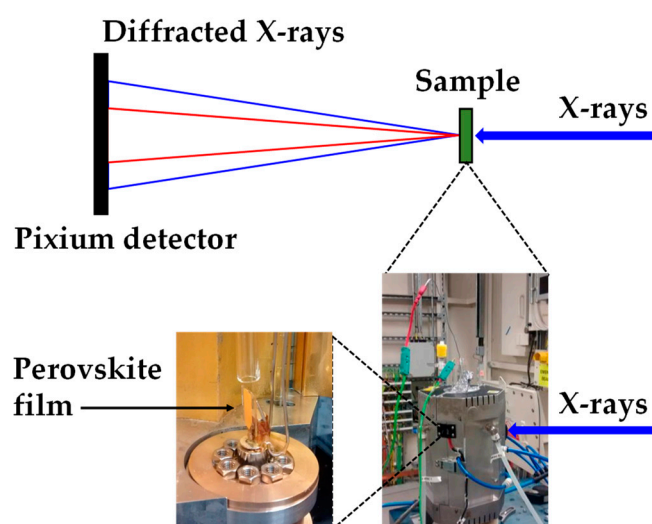 Diffracted X-rays
Sample
X-rays
Pixium detector
Perovskite
film
X-rays